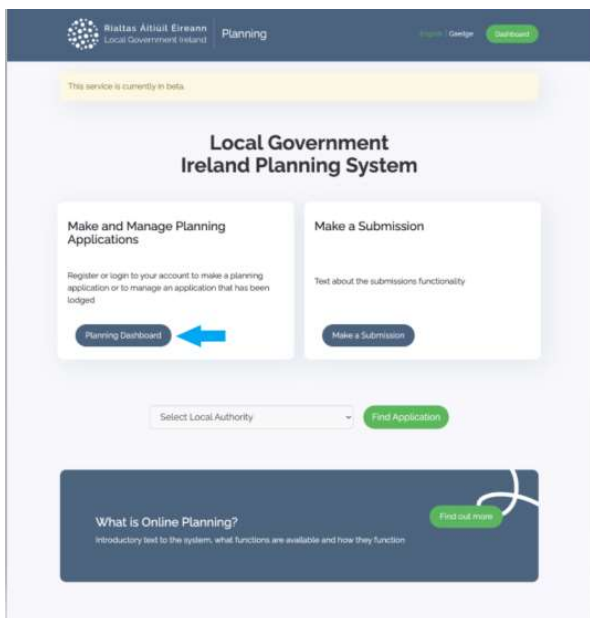 Rialtas Áitiúil Éireann
Local Government Ireland
Planning
English | Gaeilge
Dashboard
This service is currently in beta.
Local Government
Ireland Planning System
Make and Manage Planning
Applications
Register or login to your account to make a planning
application or to manage an application that has been
lodged
Planning Dashboard
Make a Submission
Text about the submissions functionality
Make a Submission
Select Local Authority
Find Application
What is Online Planning?
Introductory text to the system, what functions are available and how they function
Find out more